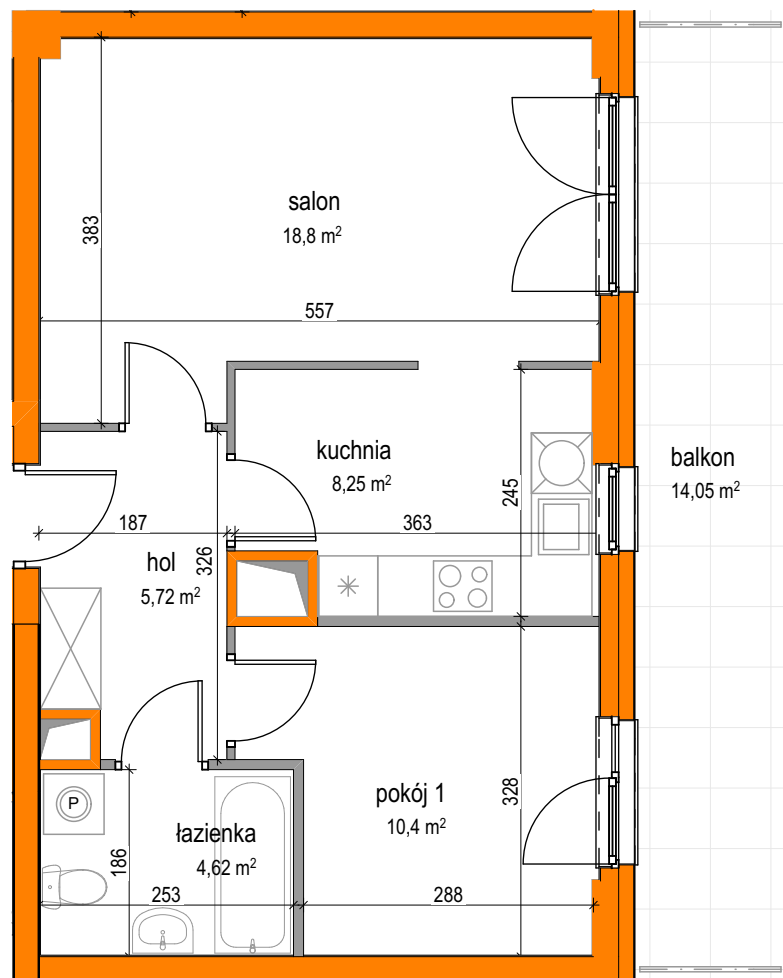 salon
18,8 m²
383
557
kuchnia
8,25 m²
balkon
14,05 m²
245
187
363
hol
5,72 m²
326
pokój 1
10,4 m²
328
P
łazienka
4,62 m²
186
253
288